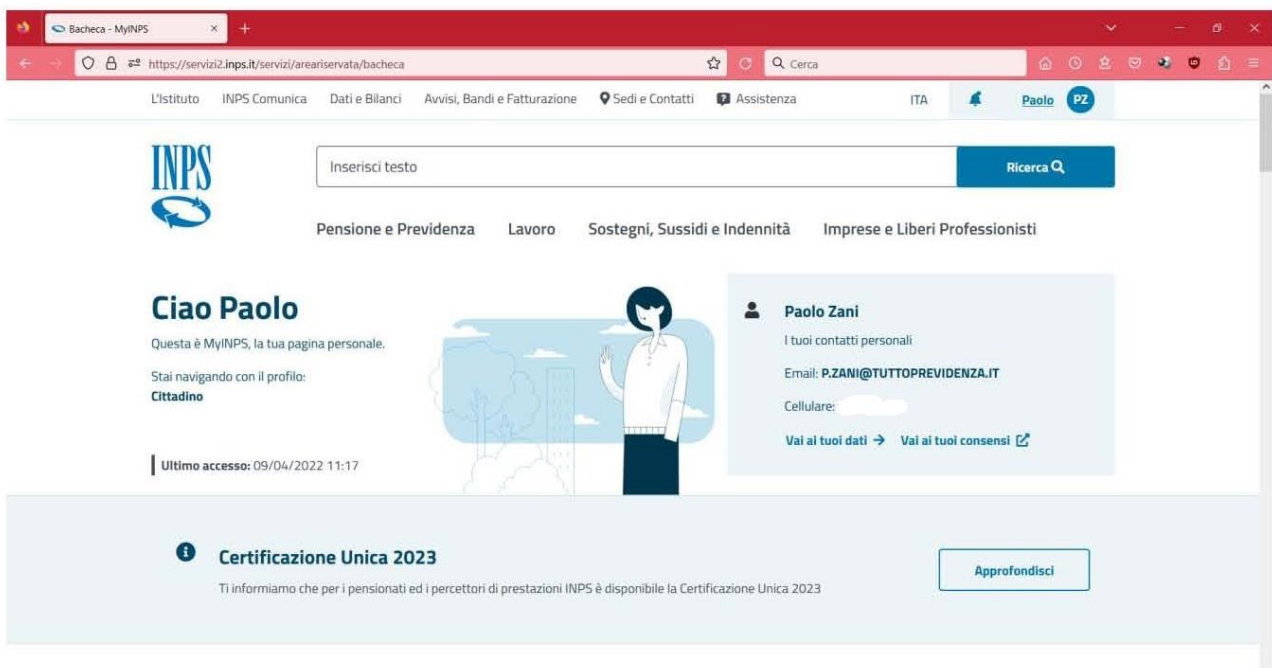 Bacheca - MyINPS
https://servizi2.inps.it/servizi/areariservata/bacheca
Cerca
L'Istituto INPS Comunica Dati e Bilanci Avvisi, Bandi e Fatturazione Sedi e Contatti Assistenza ITA Paolo PZ
INPS
Inserisci testo
Ricerca
Pensione e Previdenza Lavoro Sostegni, Sussidi e Indennità Imprese e Liberi Professionisti
Ciao Paolo
Questa è MyINPS, la tua pagina personale.
Stai navigando con il profilo:
Cittadino
Ultimo accesso: 09/04/2022 11:17
Paolo Zani
I tuoi contatti personali
Email: P.ZANI@TUTTOPREVIDENZA.IT
Cellulare:
Vai ai tuoi dati → Vai ai tuoi consensi
Certificazione Unica 2023
Ti informiamo che per i pensionati ed i percettori di prestazioni INPS è disponibile la Certificazione Unica 2023
Approfondisci